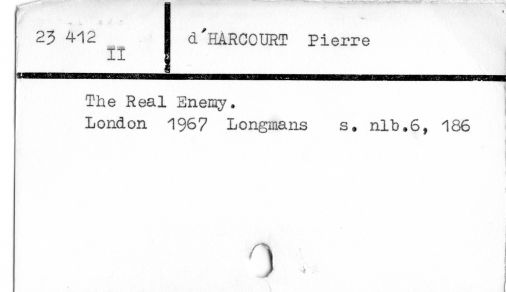 23 412
II
d'HARCOURT Pierre
The Real Enemy.
London 1967 Longmans s. nlb.6, 186